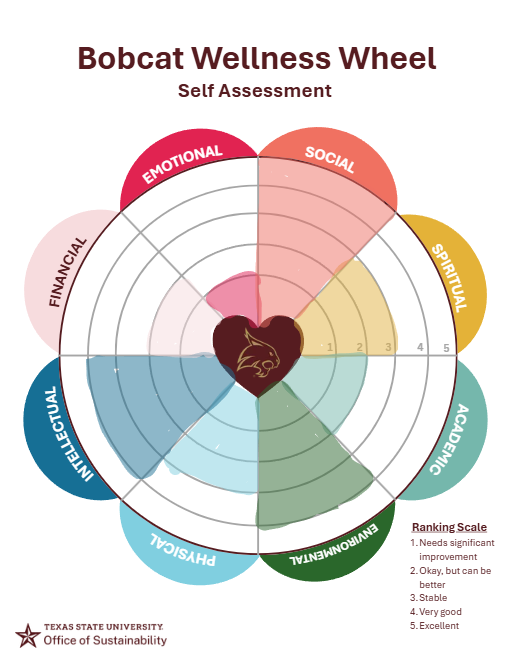 Bobcat Wellness Wheel
Self Assessment
EMOTIONAL
SOCIAL
FINANCIAL
SPIRITUAL
1 2 3 4 5
INTELLECTUAL
ACADEMIC
PHYSICAL
ENVIRONMENTAL
Ranking Scale
1. Needs significant
improvement
2. Okay, but can be
better
3. Stable
4. Very good
5. Excellent
TEXAS STATE UNIVERSITY.
Office of Sustainability